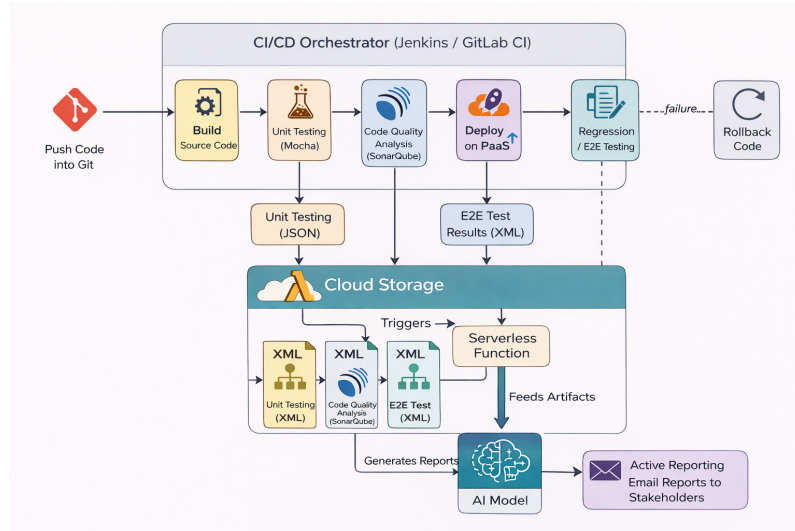 CI/CD Orchestrator (Jenkins / GitLab CI)
Push Code
into Git
Build
Source Code
Unit Testing
(Mocha)
Code Quality
Analysis
(SonarQube)
Deploy
on PaaS
Regression
/ E2E Testing
failure
Rollback
Code
Unit Testing
(JSON)
E2E Test
Results (XML)
Cloud Storage
Triggers
Serverless
Function
XML
Unit Testing
(XML)
XML
Code Quality
Analysis
(SonarQube)
XML
E2E Test
(XML)
Feeds Artifacts
Generates Reports
AI Model
Active Reporting
Email Reports to
Stakeholders